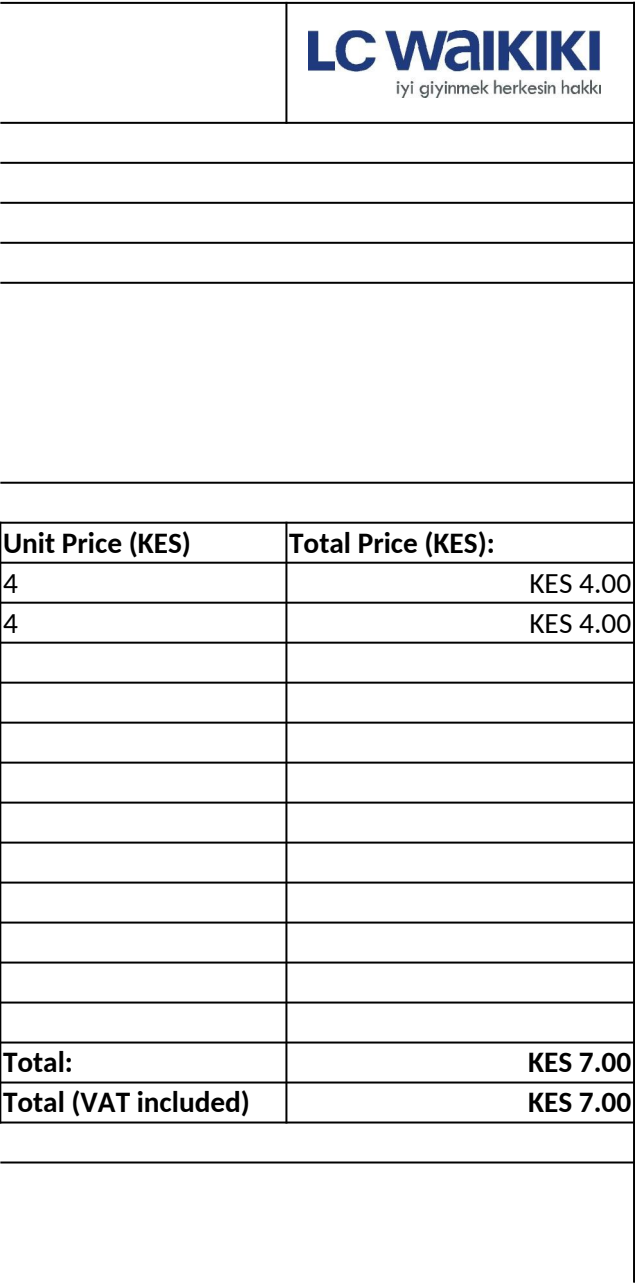 LC WAIKIKI
iyi giyinmek herkesin hakkı
Unit Price (KES) Total Price (KES):
4 KES 4.00
4 KES 4.00
Total: KES 7.00
Total (VAT included) KES 7.00